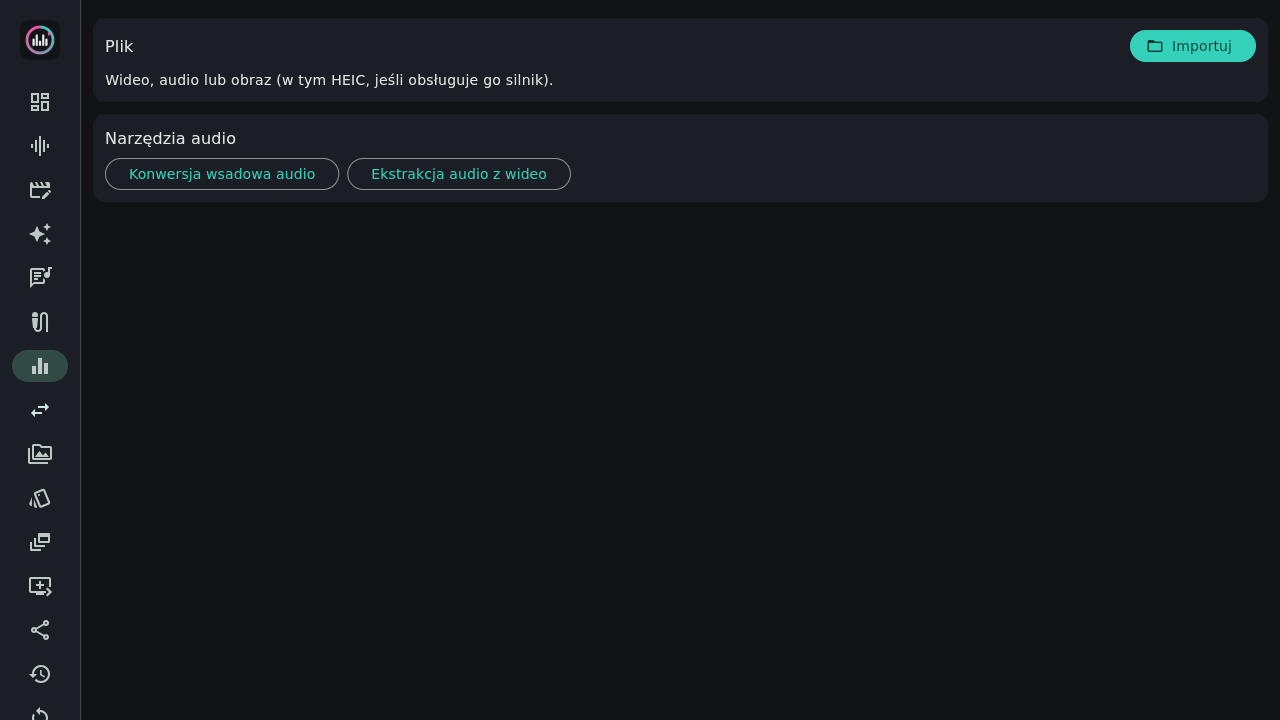 Plik
Importuj
Wideo, audio lub obraz (w tym HEIC, jeśli obsługuje go silnik).
Narzędzia audio
Konwersja wsadowa audio
Ekstrakcja audio z wideo